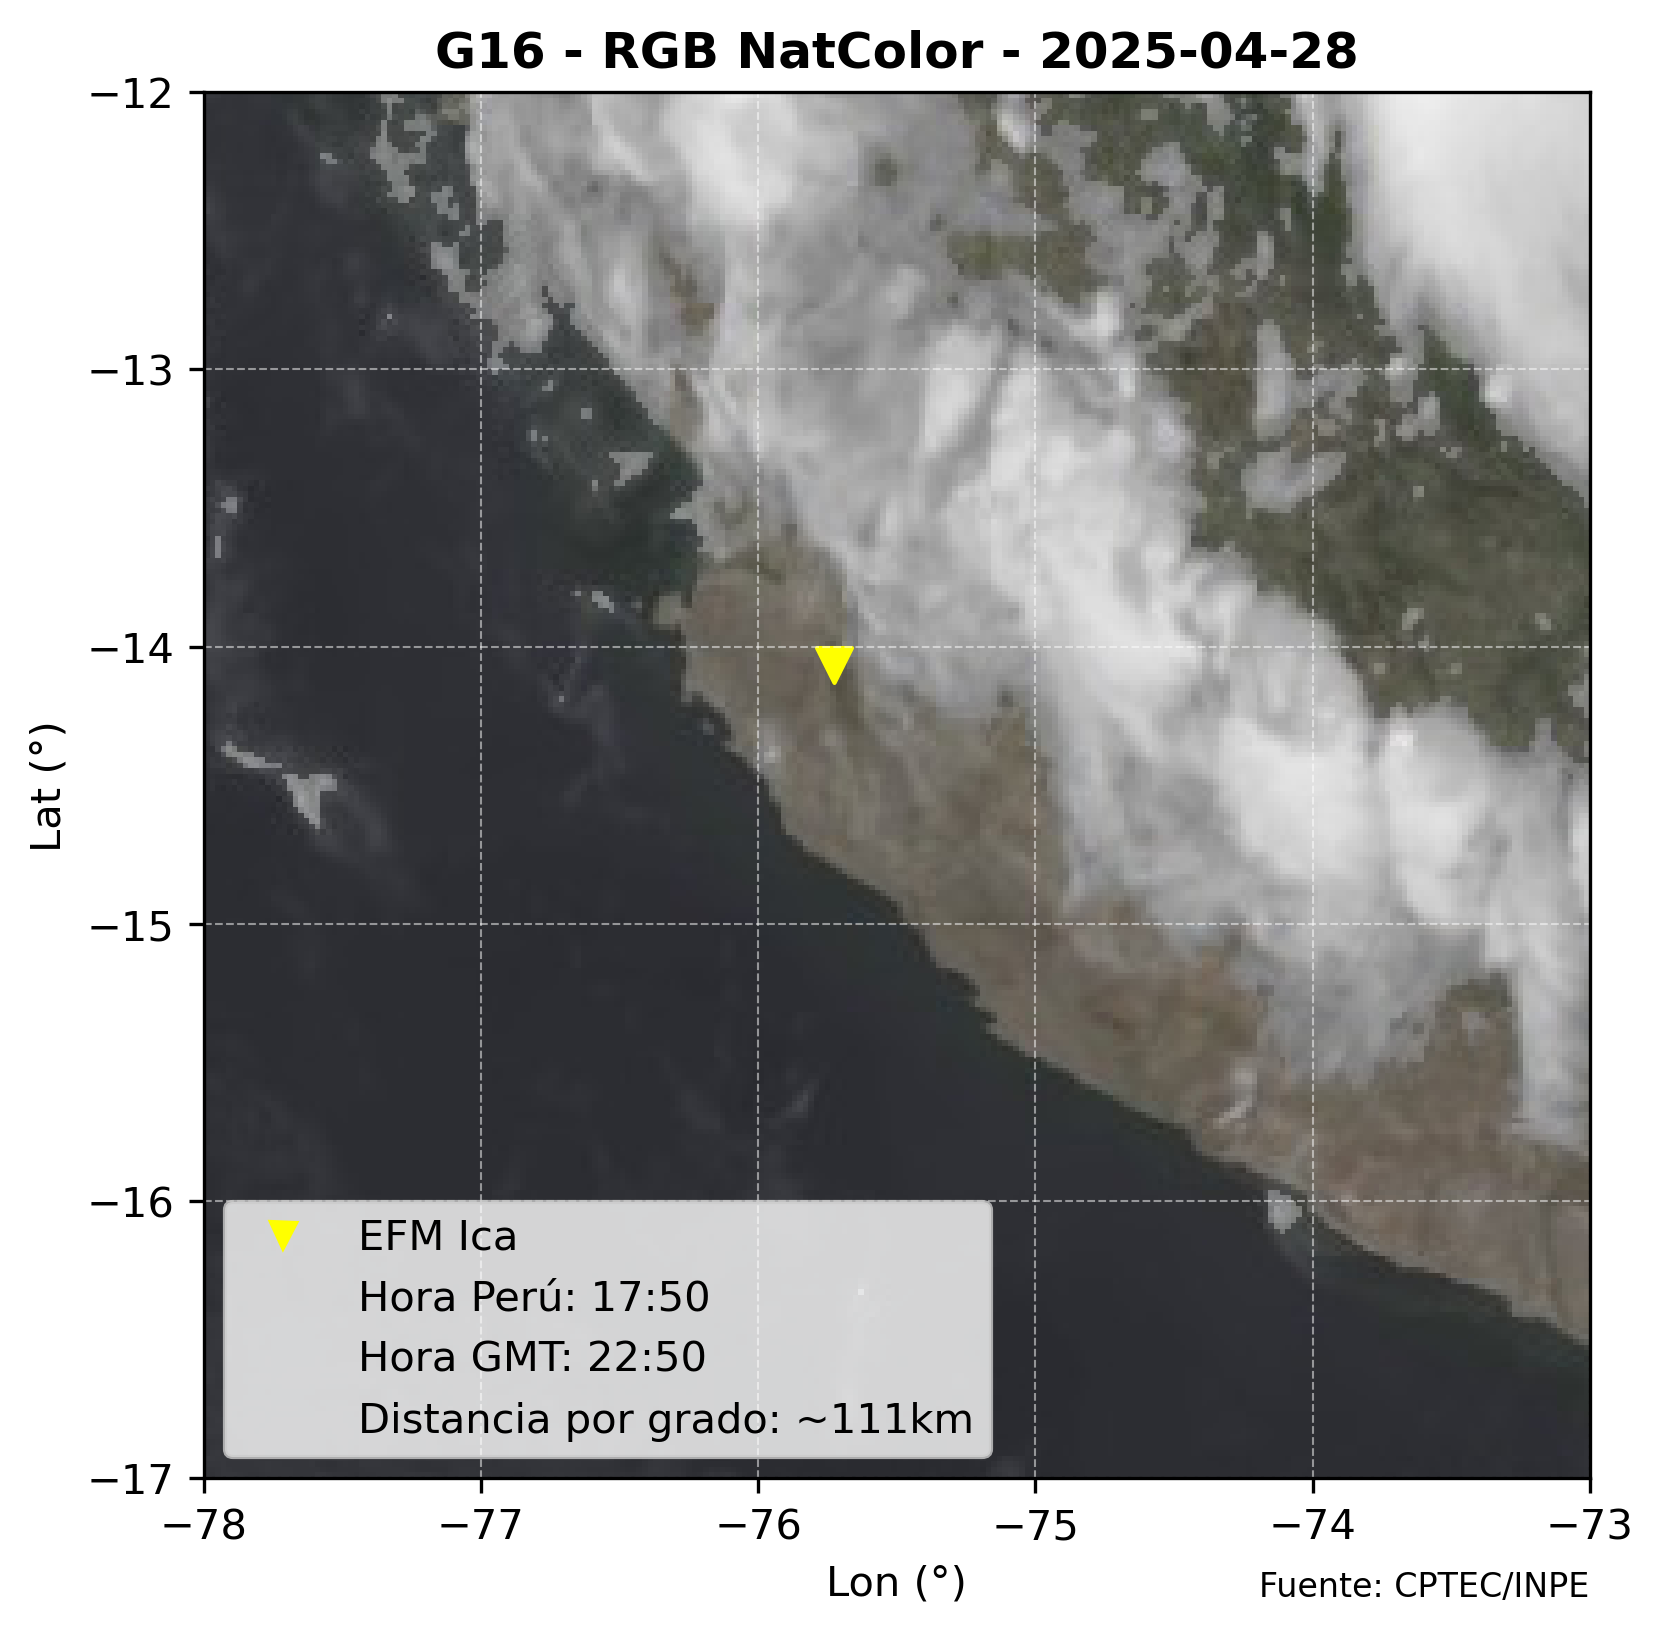 G16 - RGB NatColor - 2025-04-28
−12
−13
−14
−15
−16
−17
Lat (°)
EFM Ica
Hora Perú: 17:50
Hora GMT: 22:50
Distancia por grado: ~111km
−78 −77 −76 −75 −74 −73
Lon (°)
Fuente: CPTEC/INPE